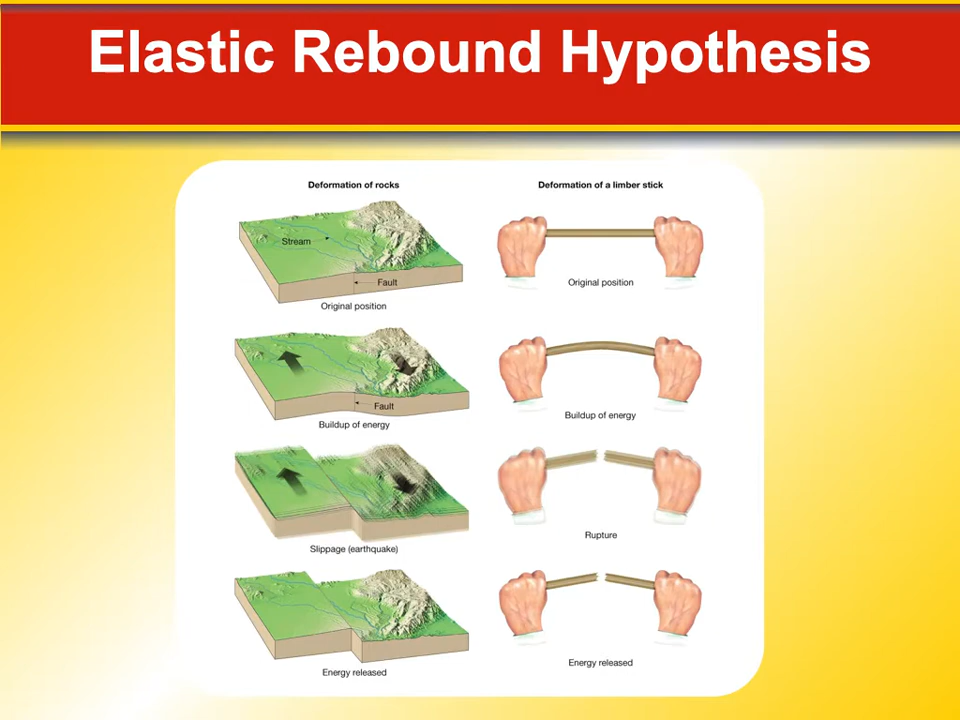 Elastic Rebound Hypothesis
Deformation of rocks
Deformation of a limber stick
Stream
Fault
Original position
Original position
Fault
Buildup of energy
Buildup of energy
Slippage (earthquake)
Rupture
Energy released
Energy released